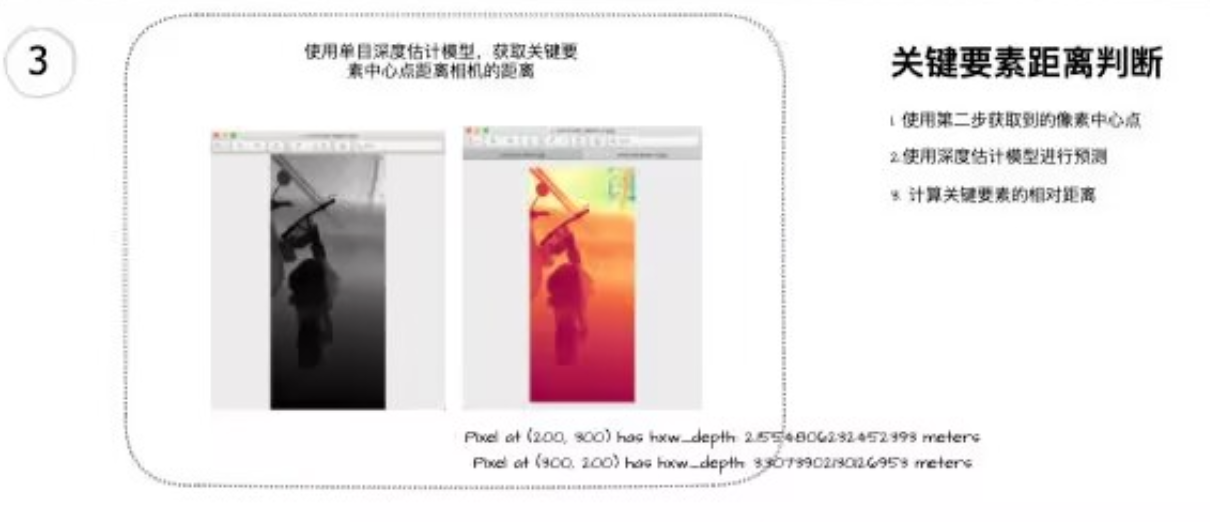 3
使用单目深度估计模型，获取关键要
素中心点距离相机的距离
关键要素距离判断
1. 使用第二步获取到的像素中心点
2. 使用深度估计模型进行预测
3. 计算关键要素的相对距离
Pixel at (200, 300) has hxw_depth: 2.1554806232452393 meters
Pixel at (300, 200) has hxw_depth: 3.3073902130126953 meters